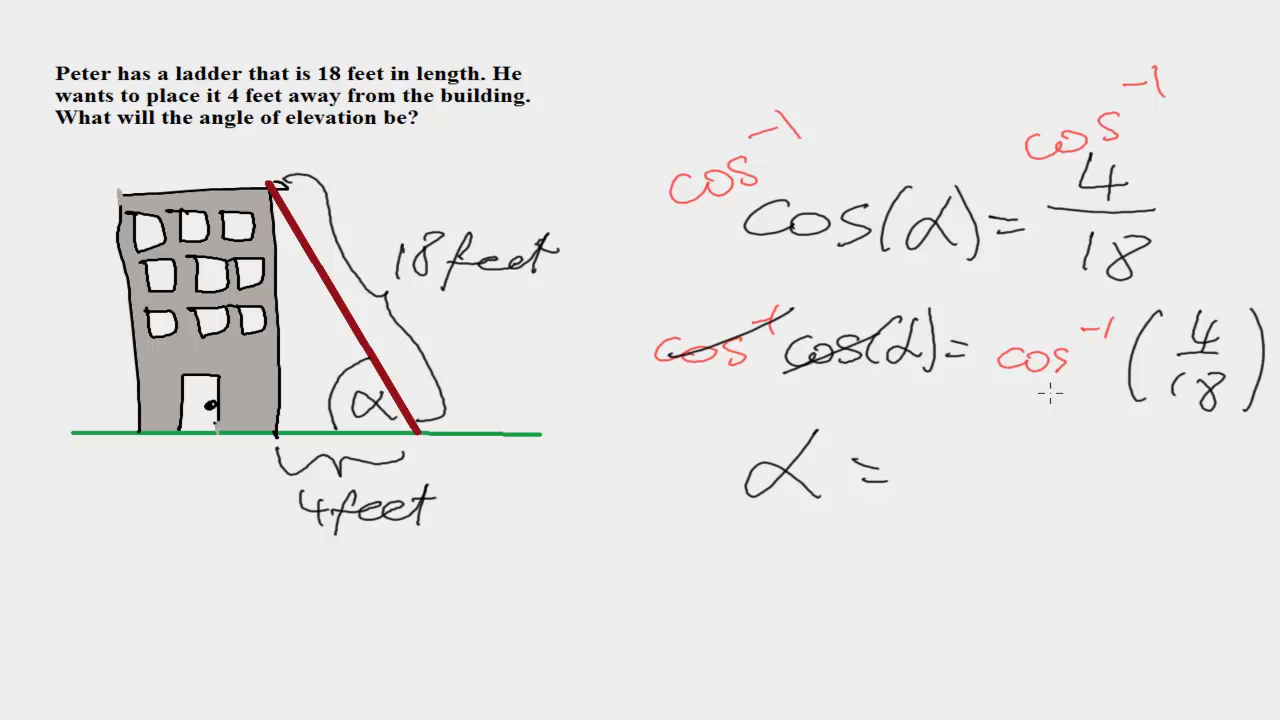 Peter has a ladder that is 18 feet in length. He
wants to place it 4 feet away from the building.
What will the angle of elevation be?
18 feet
α
4 feet
cos⁻¹ cos(α) = cos⁻¹ 4/18
cos⁻¹ cos(α) = cos⁻¹ (4/18)
α =